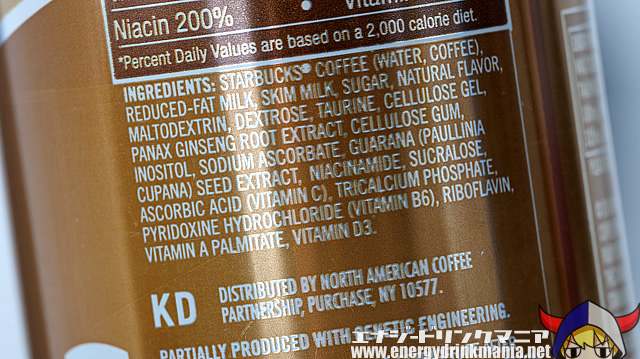 Niacin 200%
•
*Percent Daily Values are based on a 2,000 calorie diet.
INGREDIENTS: STARBUCKS® COFFEE (WATER, COFFEE),
REDUCED-FAT MILK, SKIM MILK, SUGAR, NATURAL FLAVOR,
MALTODEXTRIN, DEXTROSE, TAURINE, CELLULOSE GEL,
PANAX GINSENG ROOT EXTRACT, CELLULOSE GUM,
INOSITOL, SODIUM ASCORBATE, GUARANA (PAULLINIA
CUPANA) SEED EXTRACT, NIACINAMIDE, SUCRALOSE,
ASCORBIC ACID (VITAMIN C), TRICALCIUM PHOSPHATE,
PYRIDOXINE HYDROCHLORIDE (VITAMIN B6), RIBOFLAVIN,
VITAMIN A PALMITATE, VITAMIN D3.
KD
DISTRIBUTED BY NORTH AMERICAN COFFEE
PARTNERSHIP, PURCHASE, NY 10577.
PARTIALLY PRODUCED WITH GENETIC ENGINEERING.
エナジードリンクマニア
www.energydrinkmania.net